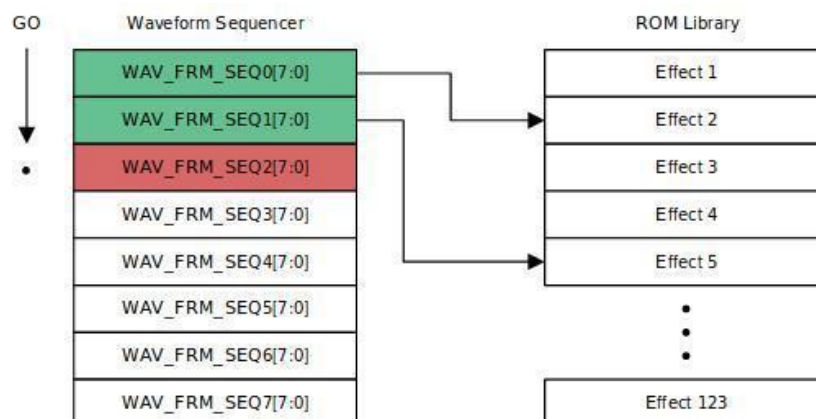 GO
Waveform Sequencer
ROM Library
WAV_FRM_SEQ0[7:0]
WAV_FRM_SEQ1[7:0]
WAV_FRM_SEQ2[7:0]
WAV_FRM_SEQ3[7:0]
WAV_FRM_SEQ4[7:0]
WAV_FRM_SEQ5[7:0]
WAV_FRM_SEQ6[7:0]
WAV_FRM_SEQ7[7:0]
Effect 1
Effect 2
Effect 3
Effect 4
Effect 5
Effect 123